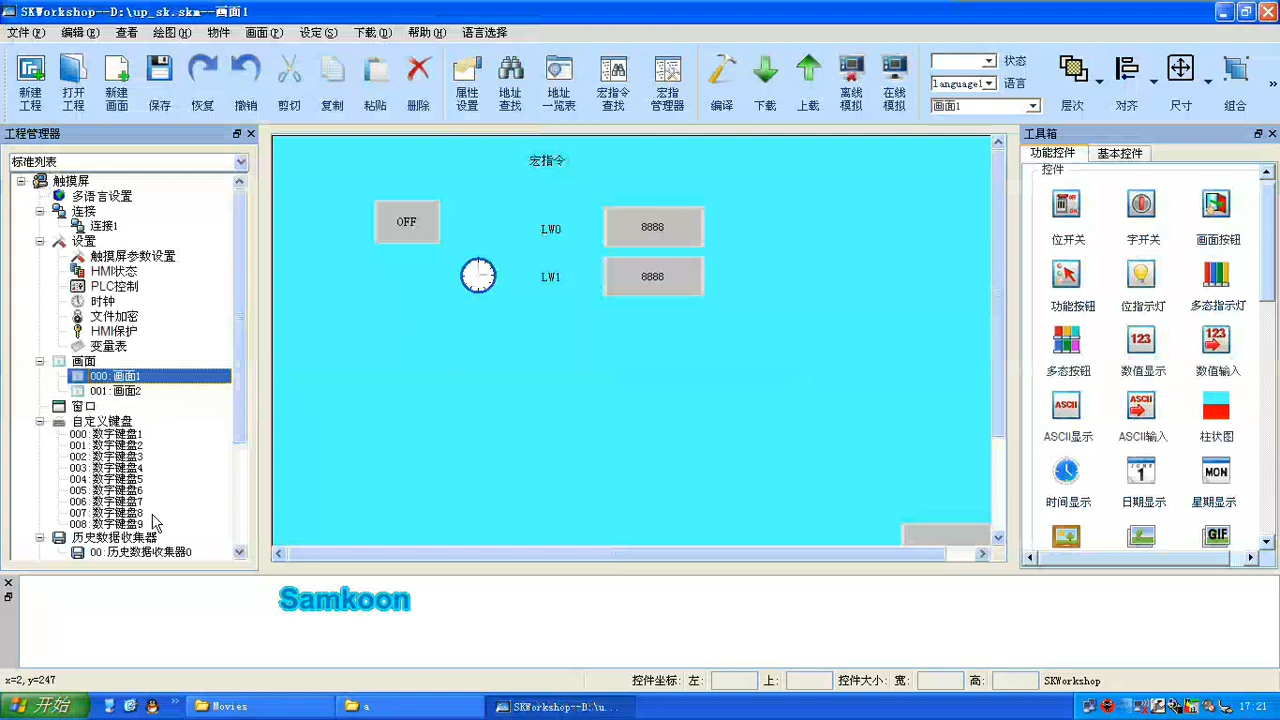 SKWorkshop--D:\up_sk.skm--画面1
文件(F) 编辑(E) 查看 绘图(H) 物件 画面(P) 设定(S) 下载(D) 帮助(H) 语言选择
新建工程 打开工程 新建画面 保存 恢复 撤销 剪切 复制 粘贴 删除 属性设置 地址查找 地址一览表 宏指令查找 宏指管理器 编译 下载 上载 离线模拟 在线模拟 状态 层次 对齐 尺寸 组合
language1 语言
画面1
工程管理器
标准列表
触摸屏
多语言设置
连接
连接1
设置
触摸屏参数设置
HMI状态
PLC控制
时钟
文件加密
HMI保护
变量表
画面
000:画面1
001:画面2
窗口
自定义键盘
000:数字键盘1
001:数字键盘2
002:数字键盘3
003:数字键盘4
004:数字键盘5
005:数字键盘6
006:数字键盘7
007:数字键盘8
008:数字键盘9
历史数据收集器
00:历史数据收集器0
宏指令
OFF LW0 8888
LW1 8888
工具箱
功能控件 基本控件
控件
位开关 字开关 画面按钮
功能按钮 位指示灯 多态指示灯
123 123
多态按钮 数值显示 数值输入
ASCII ASCII
ASCII显示 ASCII输入 柱状图
JUNE 1 MON
时间显示 日期显示 星期显示
GIF
Samkoon
x=2, y=247 控件坐标: 左: 上: 控件大小: 宽: 高: SKWorkshop
开始 Movies a SKWorkshop--D:\u... 17:21